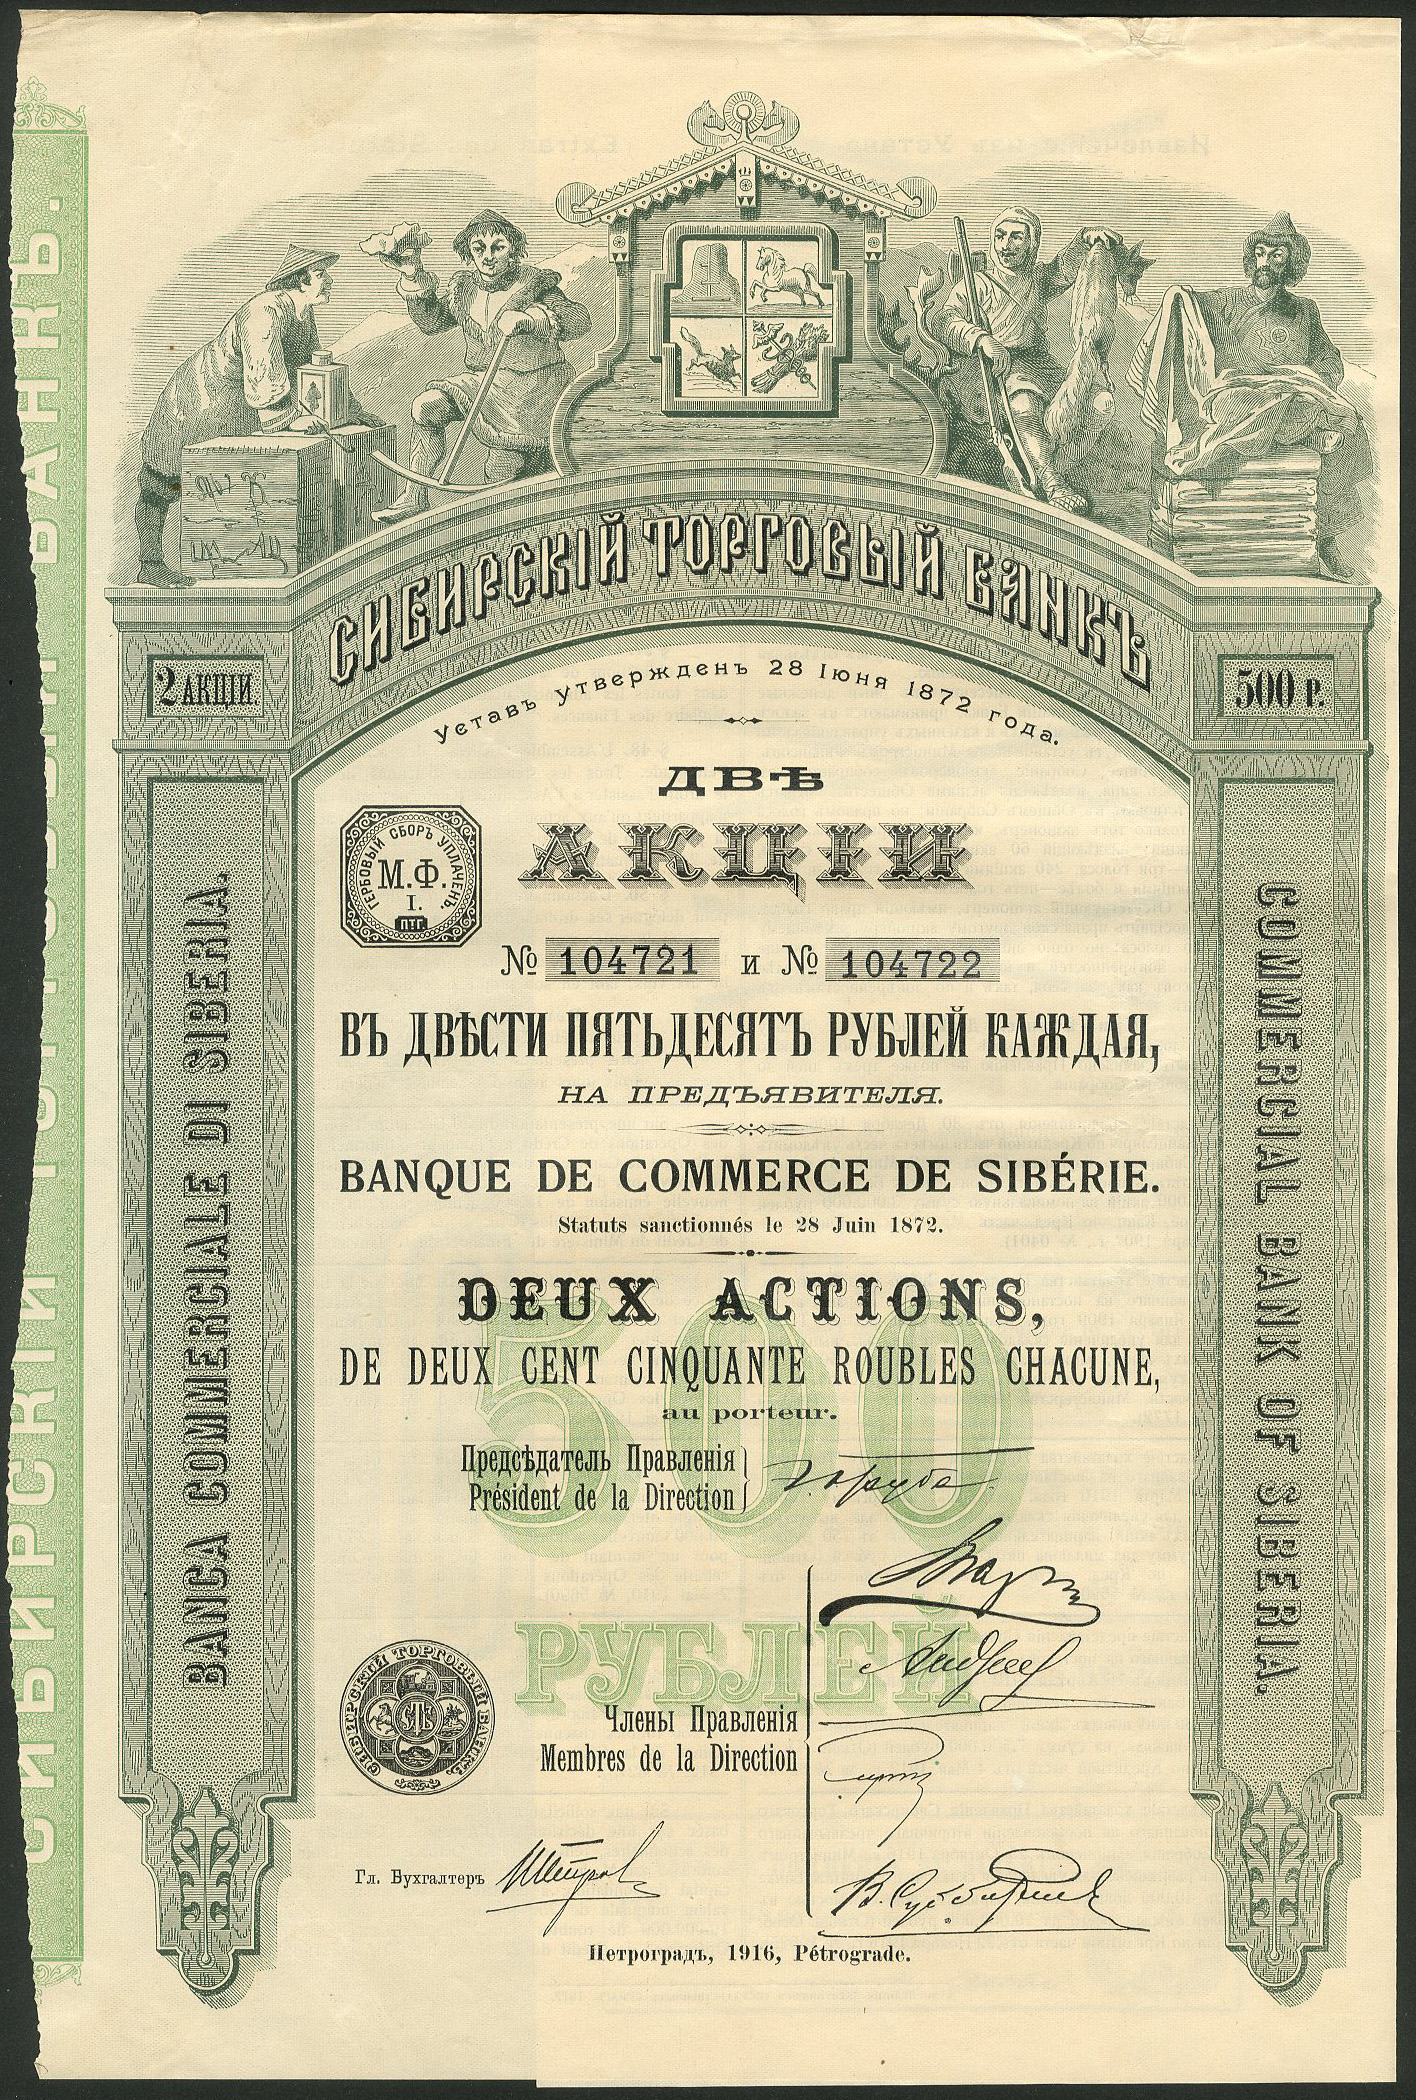 СИБИРСКІЙ ТОРГОВЫЙ БАНКЪ
2 АКЦІИ.
500 Р.
Уставъ утвержденъ 28 Іюня 1872 года.
ДВѢ
АКЦІИ
ГЕРБОВЫЙ СБОРЪ УПЛАЧЕНЪ.
М.Ф.
I.
ПТГ
№ 104721 и № 104722
ВЪ ДВѢСТИ ПЯТЬДЕСЯТЪ РУБЛЕЙ КАЖДАЯ,
НА ПРЕДЪЯВИТЕЛЯ.
BANQUE DE COMMERCE DE SIBÉRIE.
Statuts sanctionnés le 28 Juin 1872.
DEUX ACTIONS,
DE DEUX CENT CINQUANTE ROUBLES CHACUNE,
au porteur.
500
РУБЛЕЙ
Предсѣдатель Правленія
Président de la Direction
Члены Правленія
Membres de la Direction
СИБИРСКІЙ ТОРГОВЫЙ БАНКЪ.
СТБ
Гл. Бухгалтеръ
Петроградъ, 1916, Pétrograde.
BANCA COMMERCIALE DI SIBERIA.
COMMERCIAL BANK OF SIBERIA.
СИБИРСКІЙ ТОРГОВЫЙ БАНКЪ.